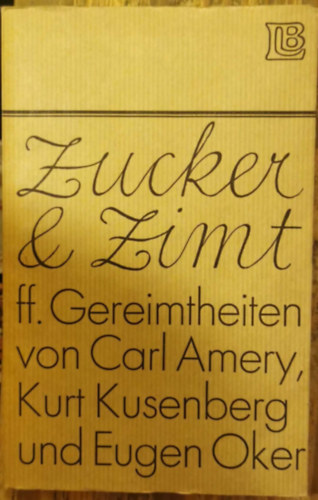 LB
Zucker
& Zimt
ff. Gereimtheiten
von Carl Amery,
Kurt Kusenberg
und Eugen Oker